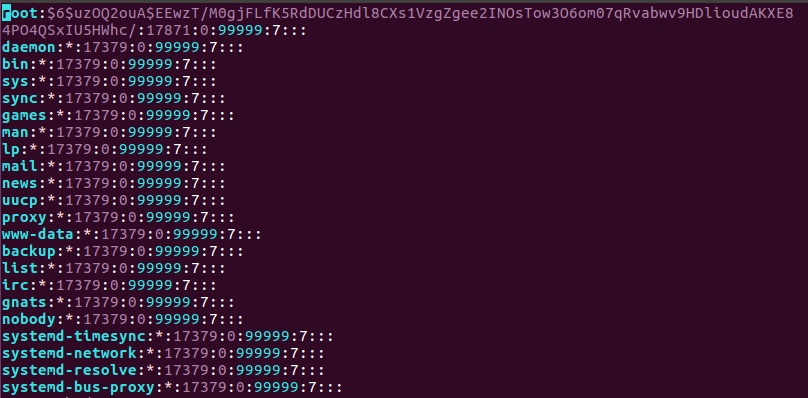 root:$6$uzOQ2ouA$EEwzT/M0gjFLfK5RdDUCzHdl8CXs1VzgZgee2INOsTow3O6om07qRvabwv9HDlioudAKXE8
4PO4QSxIU5HWhc/:17871:0:99999:7:::
daemon:*:17379:0:99999:7:::
bin:*:17379:0:99999:7:::
sys:*:17379:0:99999:7:::
sync:*:17379:0:99999:7:::
games:*:17379:0:99999:7:::
man:*:17379:0:99999:7:::
lp:*:17379:0:99999:7:::
mail:*:17379:0:99999:7:::
news:*:17379:0:99999:7:::
uucp:*:17379:0:99999:7:::
proxy:*:17379:0:99999:7:::
www-data:*:17379:0:99999:7:::
backup:*:17379:0:99999:7:::
list:*:17379:0:99999:7:::
irc:*:17379:0:99999:7:::
gnats:*:17379:0:99999:7:::
nobody:*:17379:0:99999:7:::
systemd-timesync:*:17379:0:99999:7:::
systemd-network:*:17379:0:99999:7:::
systemd-resolve:*:17379:0:99999:7:::
systemd-bus-proxy:*:17379:0:99999:7:::